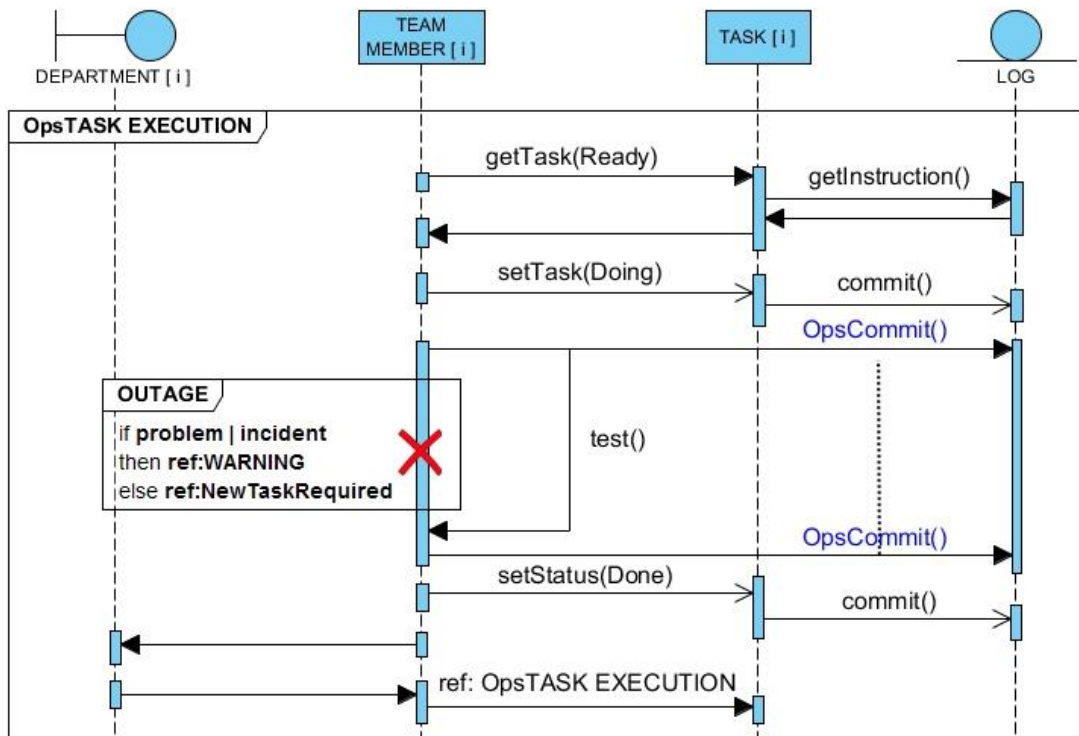 DEPARTMENT [ i ]
TEAM
MEMBER [ i ]
TASK [ i ]
LOG
OpsTASK EXECUTION
getTask(Ready)
getInstruction()
setTask(Doing)
commit()
OpsCommit()
OUTAGE
if problem | incident
then ref:WARNING
else ref:NewTaskRequired
test()
OpsCommit()
setStatus(Done)
commit()
ref: OpsTASK EXECUTION